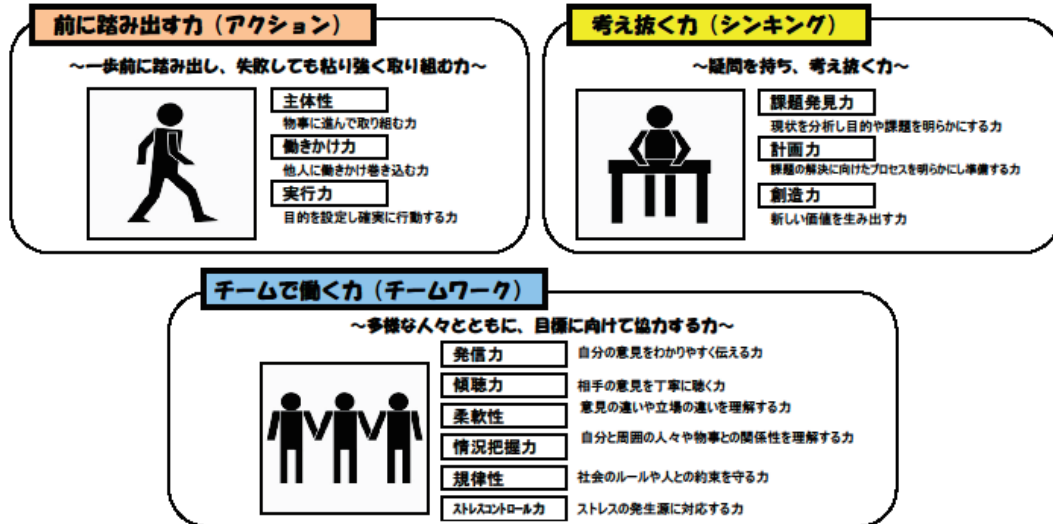 前に踏み出す力（アクション）
～一歩前に踏み出し、失敗しても粘り強く取り組む力～
主体性
物事に進んで取り組む力
働きかけ力
他人に働きかけ巻き込む力
実行力
目的を設定し確実に行動する力
考え抜く力（シンキング）
～疑問を持ち、考え抜く力～
課題発見力
現状を分析し目的や課題を明らかにする力
計画力
課題の解決に向けたプロセスを明らかにし準備する力
創造力
新しい価値を生み出す力
チームで働く力（チームワーク）
～多様な人々とともに、目標に向けて協力する力～
発信力 自分の意見をわかりやすく伝える力
傾聴力 相手の意見を丁寧に聴く力
柔軟性 意見の違いや立場の違いを理解する力
情況把握力 自分と周囲の人々や物事との関係性を理解する力
規律性 社会のルールや人との約束を守る力
ストレスコントロール力 ストレスの発生源に対応する力